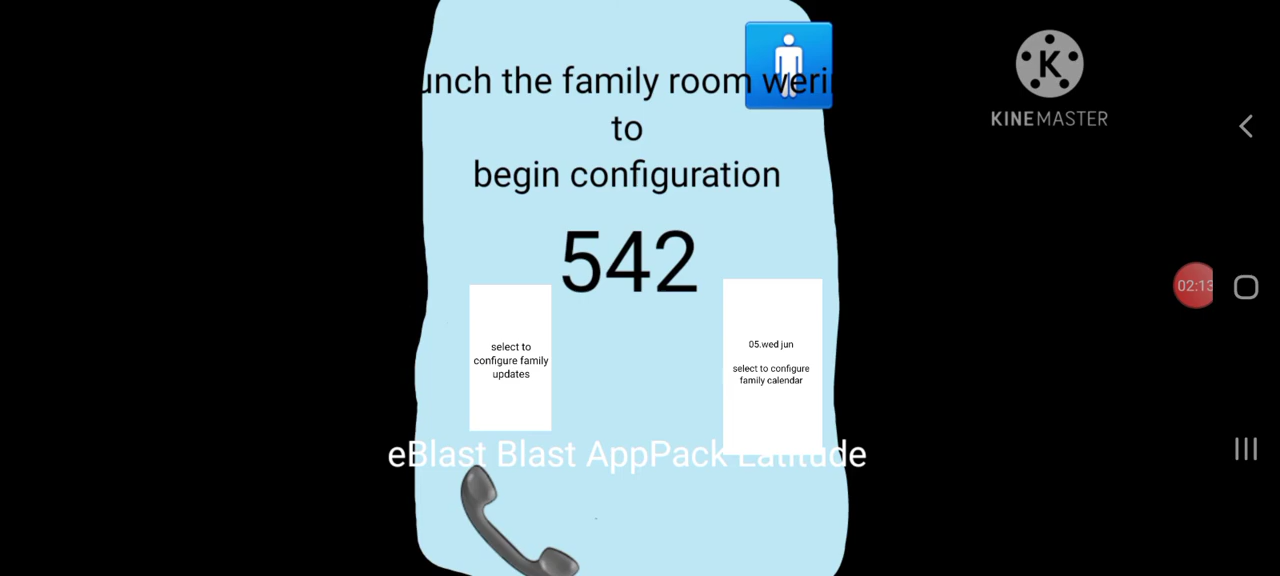 unch the family room weri
to
begin configuration
542
select to
configure family
updates
05.wed jun
select to configure
family calendar
eBlast Blast AppPack Latitude
K
KINEMASTER
02:13